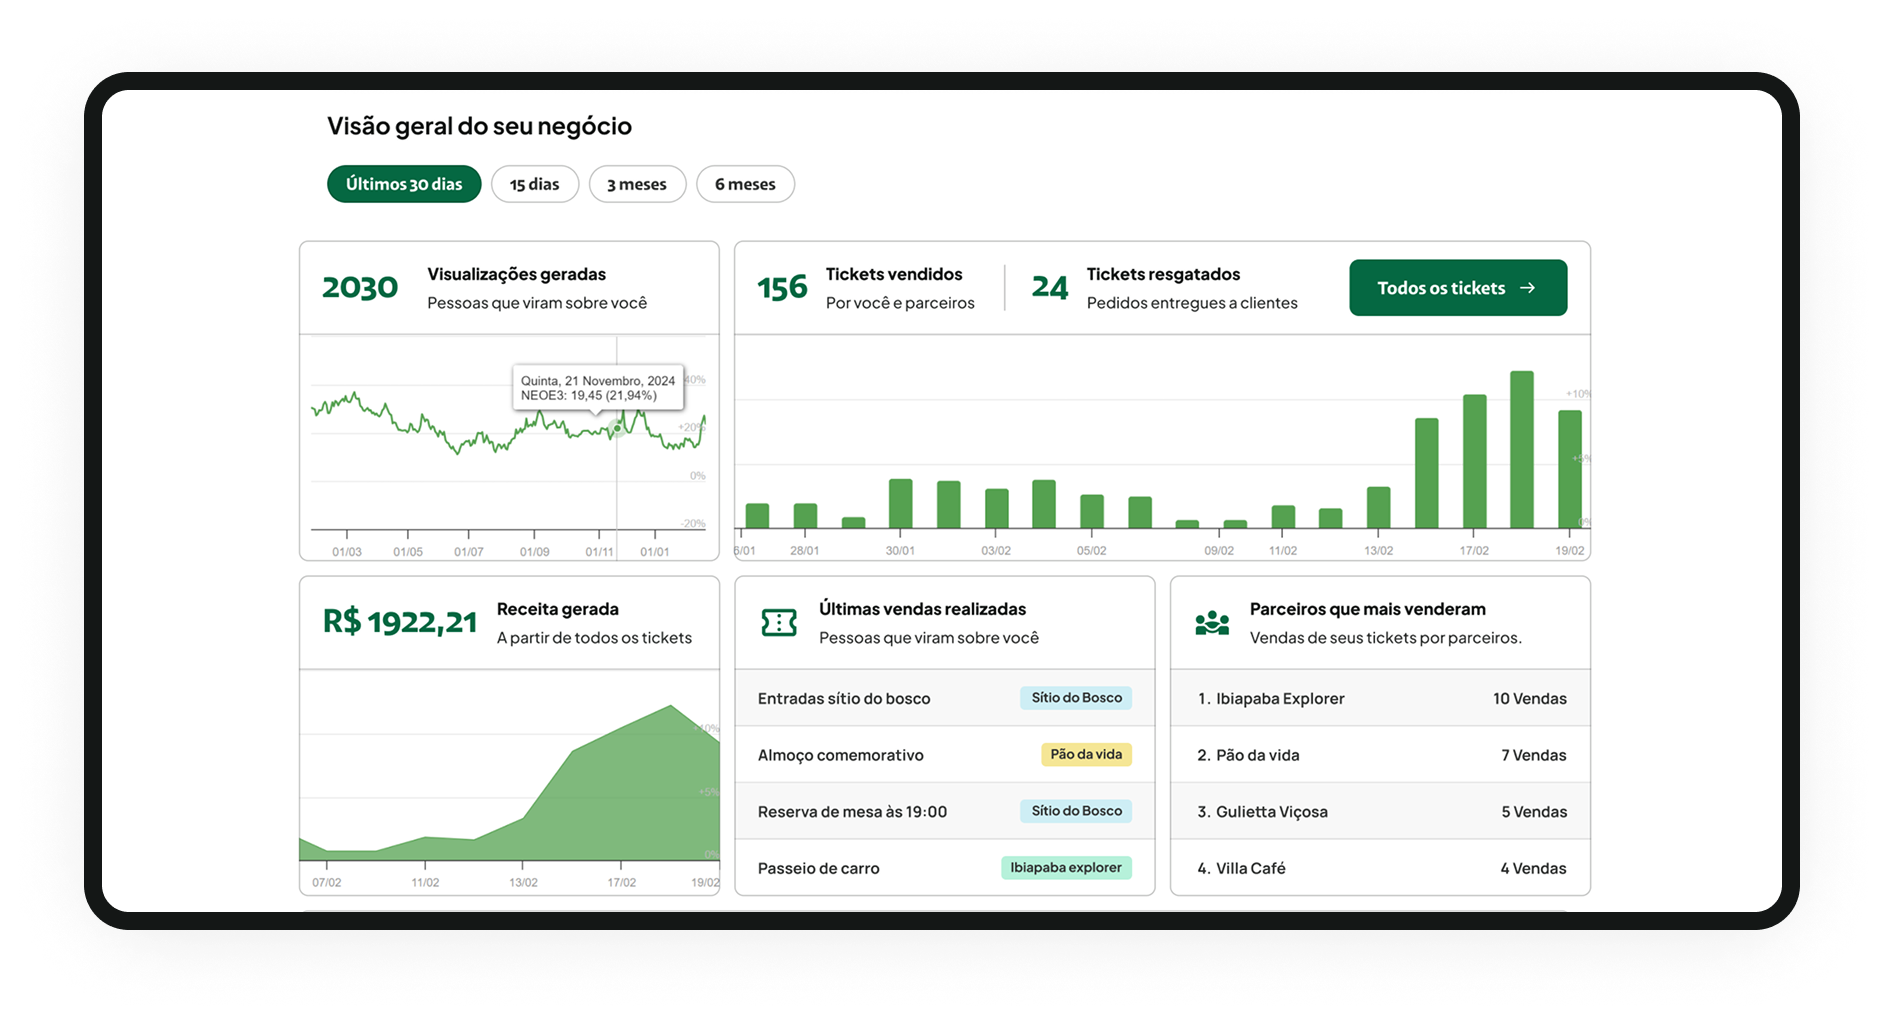 Visão geral do seu negócio
Últimos 30 dias
15 dias
3 meses
6 meses
2030
Visualizações geradas
Pessoas que viram sobre você
156
Tickets vendidos
Por você e parceiros
24
Tickets resgatados
Pedidos entregues a clientes
Todos os tickets →
Quinta, 21 Novembro, 2024
NEOE3: 19,45 (21,94%)
40%
+20%
0%
-20%
01/03 01/05 01/07 01/09 01/11 01/01
+10%
+5%
0%
6/01 28/01 30/01 03/02 05/02 09/02 11/02 13/02 17/02 19/02
R$ 1922,21
Receita gerada
A partir de todos os tickets
+10%
+5%
0%
07/02 11/02 13/02 17/02 19/02
Últimas vendas realizadas
Pessoas que viram sobre você
Entradas sítio do bosco Sítio do Bosco
Almoço comemorativo Pão da vida
Reserva de mesa às 19:00 Sítio do Bosco
Passeio de carro Ibiapaba explorer
Parceiros que mais venderam
Vendas de seus tickets por parceiros.
1. Ibiapaba Explorer 10 Vendas
2. Pão da vida 7 Vendas
3. Gulietta Viçosa 5 Vendas
4. Villa Café 4 Vendas